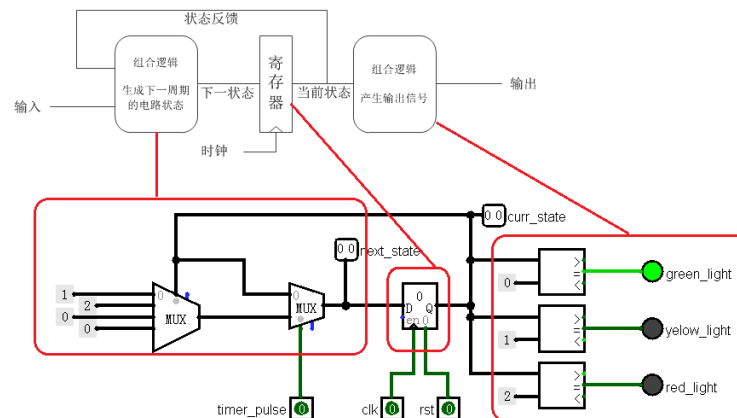 状态反馈
组合逻辑
生成下一周期
的电路状态
输入
下一状态
寄
存
器
当前状态
组合逻辑
产生输出信号
输出
时钟
0 0 curr_state
0 0 next_state
1
2
0
0
0
MUX
0
MUX
0
D Q
en 0
>
=
<
0
green_light
>
=
<
1
yelow_light
>
=
<
2
red_light
timer_pulse 0
clk 0
rst 0